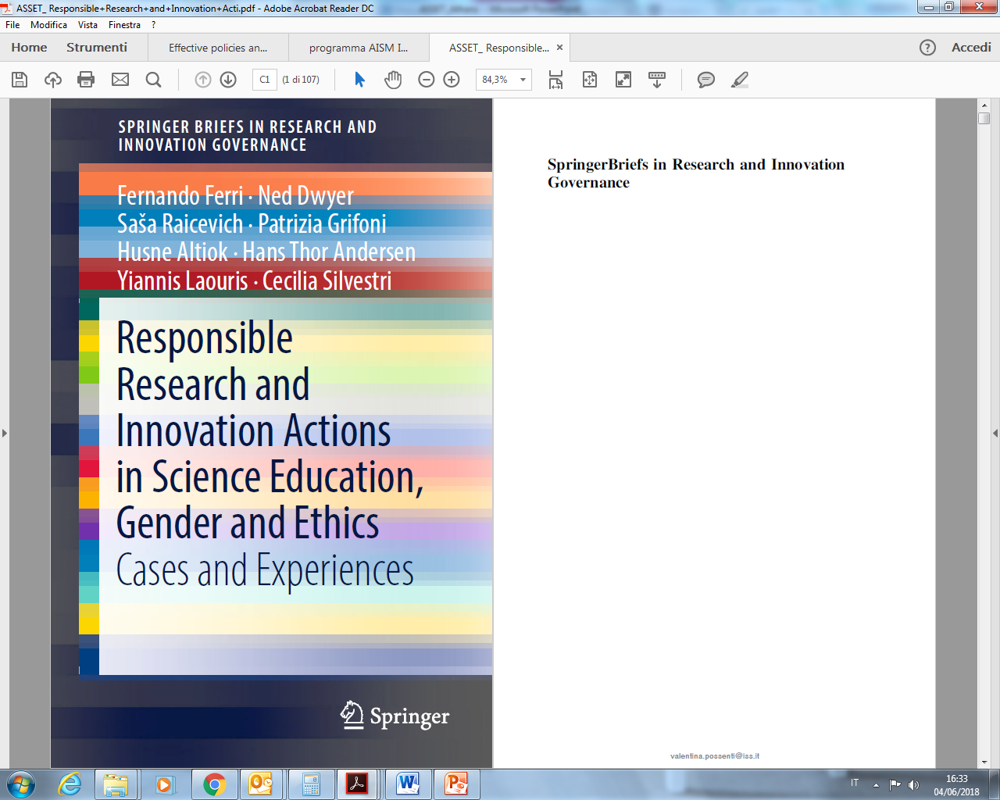 ASSET_ Responsible+Research+and+Innovation+Acti.pdf - Adobe Acrobat Reader DC
File Modifica Vista Finestra ?
Home Strumenti Effective policies an... programma AISM I... ASSET_ Responsible... × Accedi
C1 (1 di 107) 84,3%
SPRINGER BRIEFS IN RESEARCH AND
INNOVATION GOVERNANCE
Fernando Ferri · Ned Dwyer
Saša Raicevich · Patrizia Grifoni
Husne Altiok · Hans Thor Andersen
Yiannis Laouris · Cecilia Silvestri
Responsible
Research and
Innovation Actions
in Science Education,
Gender and Ethics
Cases and Experiences
Springer
SpringerBriefs in Research and Innovation
Governance
valentina.possenti@iss.it
IT 16:33
04/06/2018